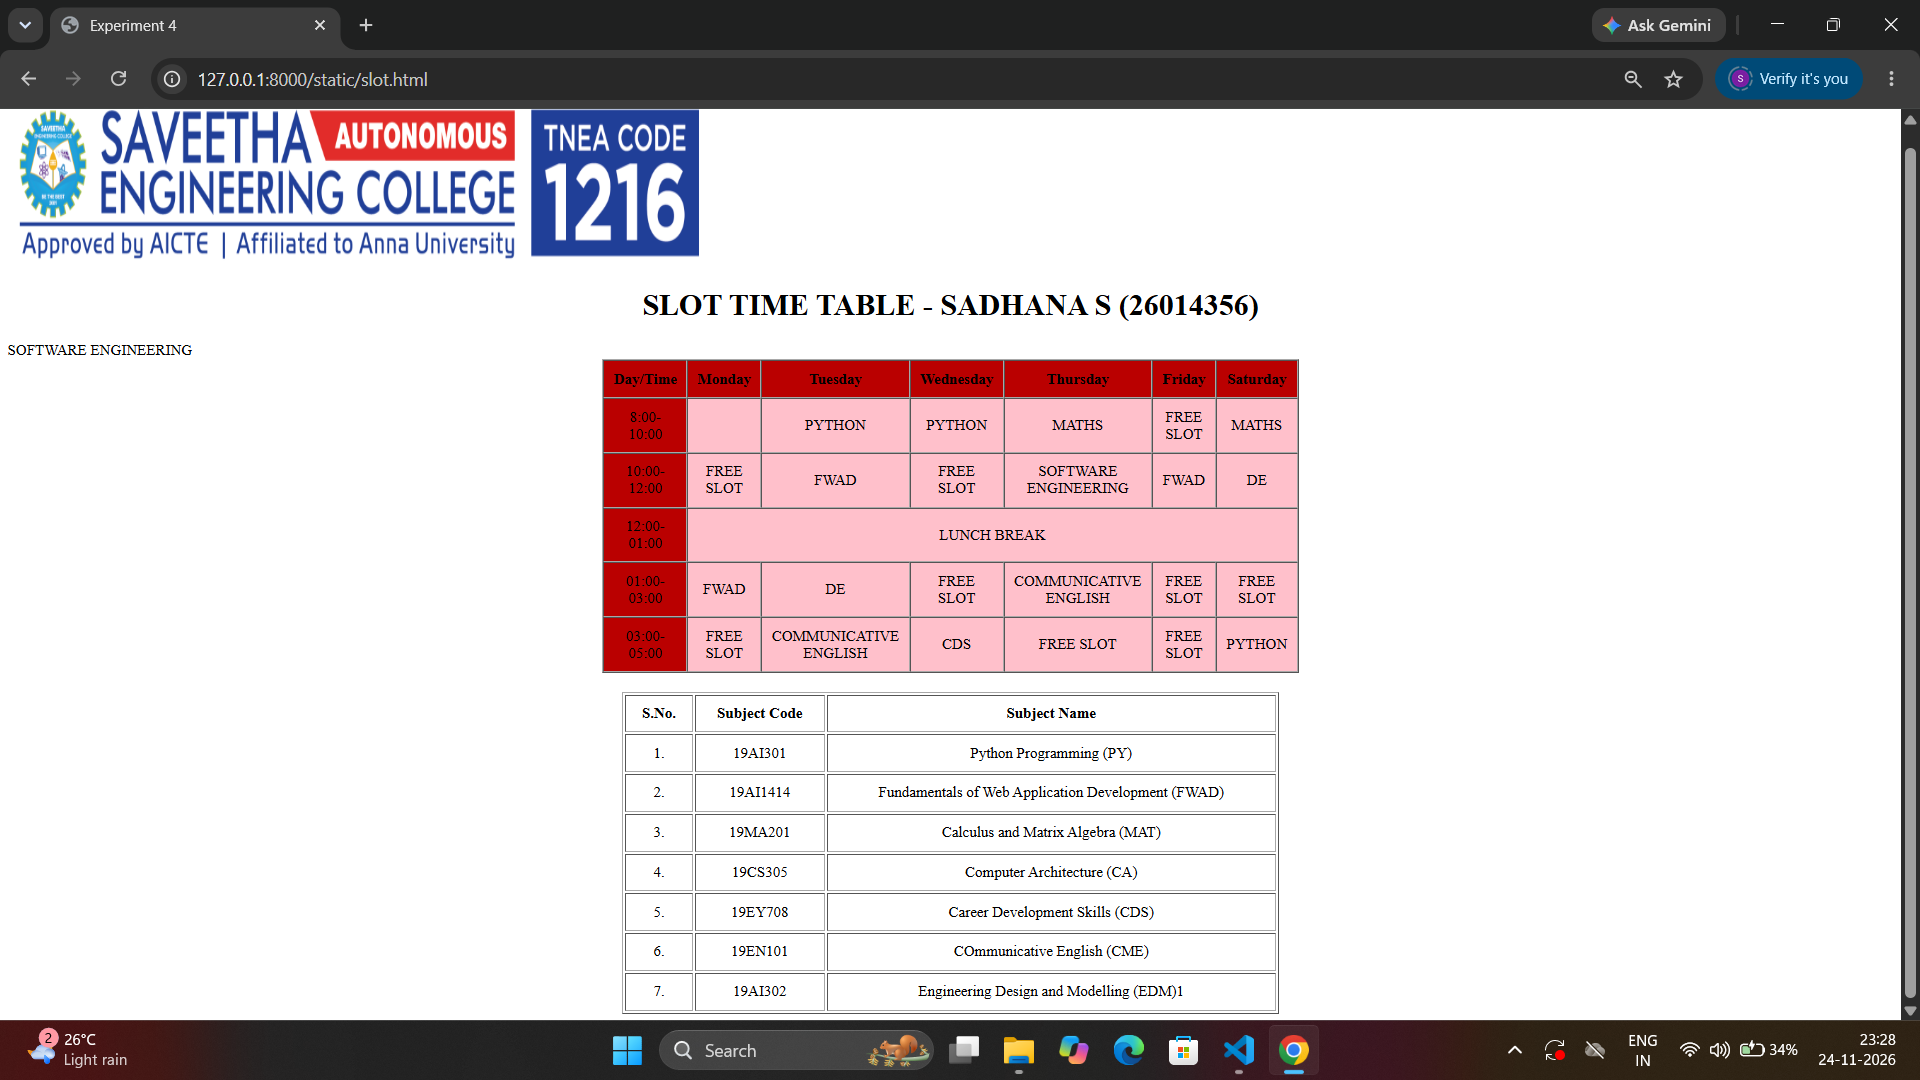 Experiment 4
Ask Gemini
127.0.0.1:8000/static/slot.html
S
Verify it's you
SAVEETHA AUTONOMOUS
ENGINEERING COLLEGE
Approved by AICTE | Affiliated to Anna University
TNEA CODE
1216
SLOT TIME TABLE - SADHANA S (26014356)
SOFTWARE ENGINEERING
Day/Time Monday Tuesday Wednesday Thursday Friday Saturday
8:00-
10:00
PYTHON PYTHON MATHS FREE SLOT MATHS
10:00-
12:00
FREE SLOT FWAD FREE SLOT SOFTWARE ENGINEERING FWAD DE
12:00-
01:00
LUNCH BREAK
01:00-
03:00
FWAD DE FREE SLOT COMMUNICATIVE ENGLISH FREE SLOT FREE SLOT
03:00-
05:00
FREE SLOT COMMUNICATIVE ENGLISH CDS FREE SLOT FREE SLOT PYTHON
S.No. Subject Code Subject Name
1. 19AI301 Python Programming (PY)
2. 19AI1414 Fundamentals of Web Application Development (FWAD)
3. 19MA201 Calculus and Matrix Algebra (MAT)
4. 19CS305 Computer Architecture (CA)
5. 19EY708 Career Development Skills (CDS)
6. 19EN101 COmmunicative English (CME)
7. 19AI302 Engineering Design and Modelling (EDM)1
2
26°C
Light rain
Search
ENG
IN
34%
23:28
24-11-2026